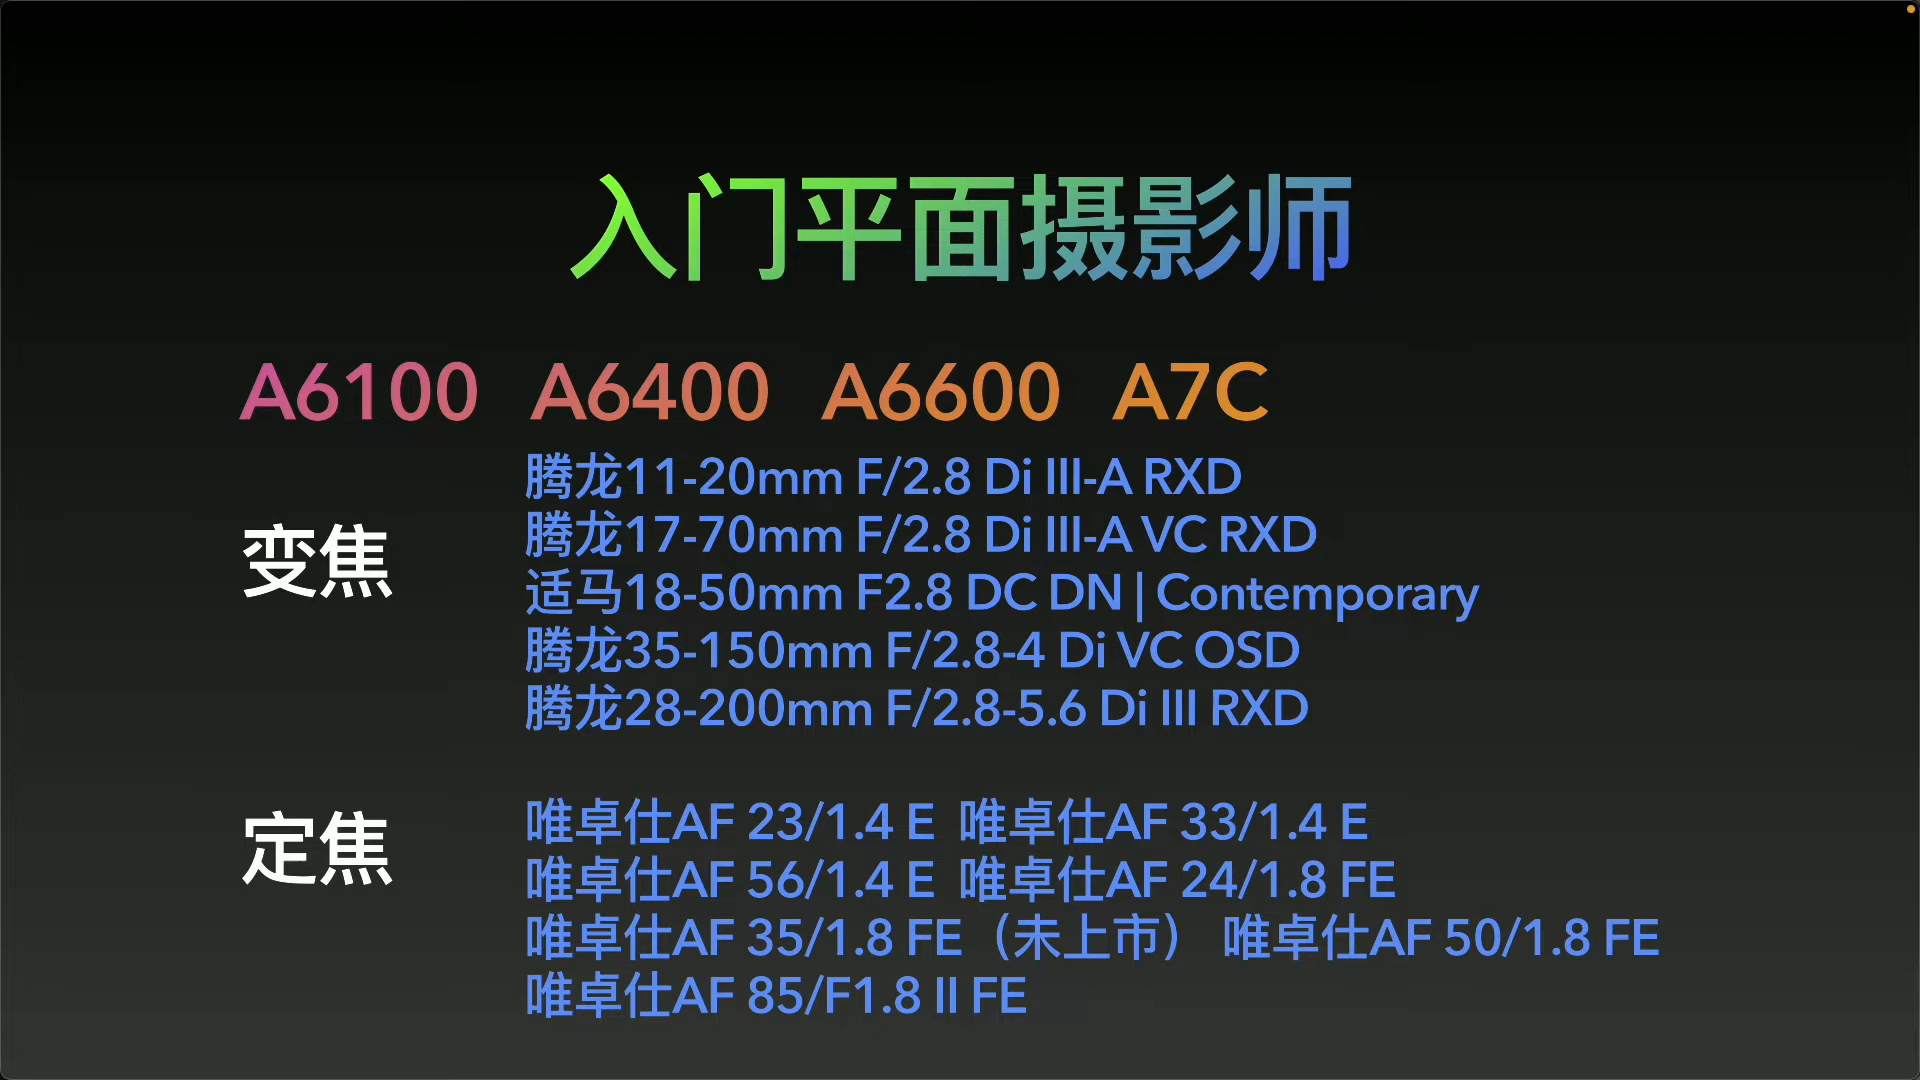 入门平面摄影师
A6100 A6400 A6600 A7C
变焦
腾龙11-20mm F/2.8 Di III-A RXD
腾龙17-70mm F/2.8 Di III-A VC RXD
适马18-50mm F2.8 DC DN | Contemporary
腾龙35-150mm F/2.8-4 Di VC OSD
腾龙28-200mm F/2.8-5.6 Di III RXD
定焦
唯卓仕AF 23/1.4 E 唯卓仕AF 33/1.4 E
唯卓仕AF 56/1.4 E 唯卓仕AF 24/1.8 FE
唯卓仕AF 35/1.8 FE（未上市） 唯卓仕AF 50/1.8 FE
唯卓仕AF 85/F1.8 II FE